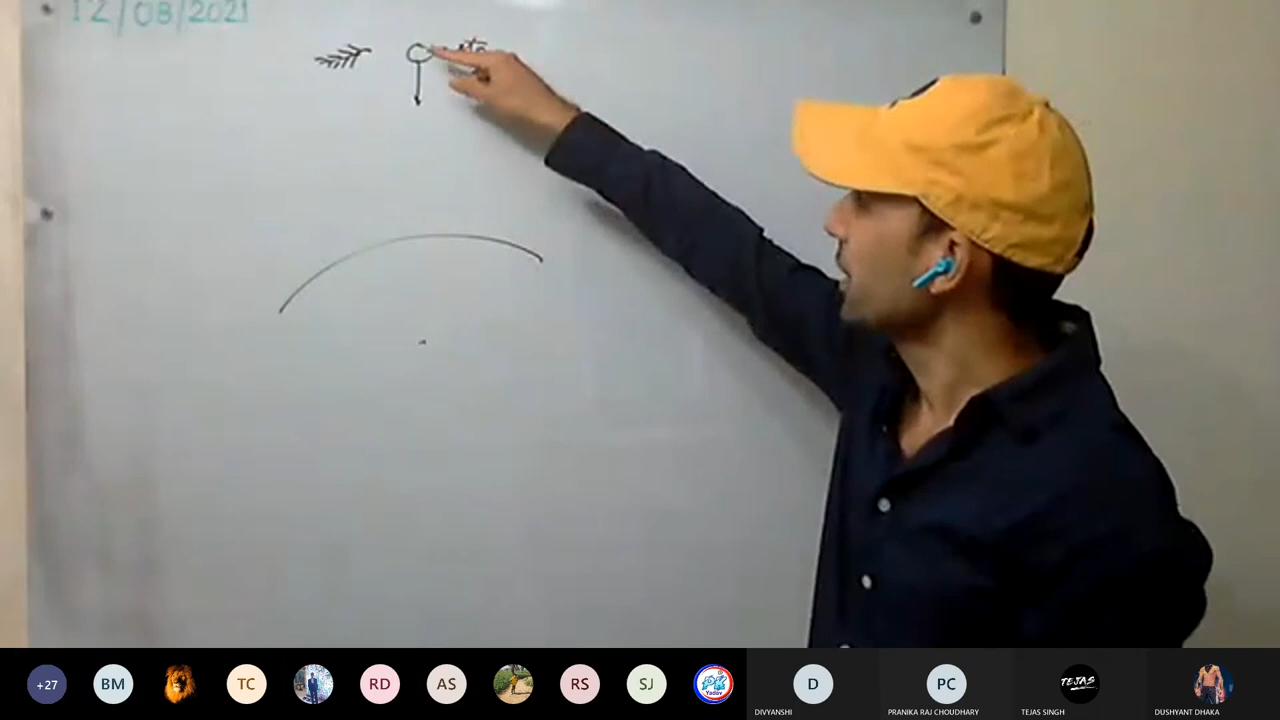 12/08/2021
+27
BM
TC
RD
AS
RS
SJ
Yadav
D
PC
TEJAS
DIVYANSHI
PRANIKA RAJ CHOUDHARY
TEJAS SINGH
DUSHYANT DHAKA